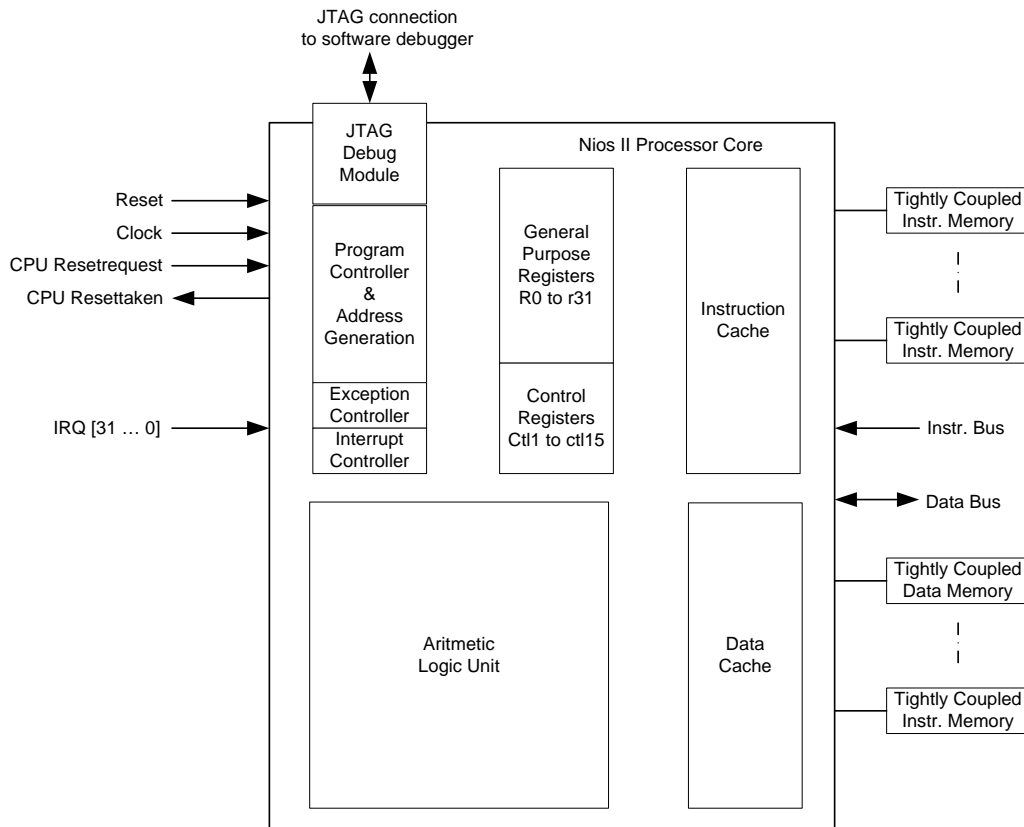 JTAG connection
to software debugger
JTAG
Debug
Module
Nios II Processor Core
Reset
Clock
CPU Resetrequest
CPU Resettaken
IRQ [31 ... 0]
Program
Controller
&
Address
Generation
Exception
Controller
Interrupt
Controller
General
Purpose
Registers
R0 to r31
Control
Registers
Ctl1 to ctl15
Instruction
Cache
Aritmetic
Logic Unit
Data
Cache
Tightly Coupled
Instr. Memory
Tightly Coupled
Instr. Memory
Instr. Bus
Data Bus
Tightly Coupled
Data Memory
Tightly Coupled
Instr. Memory